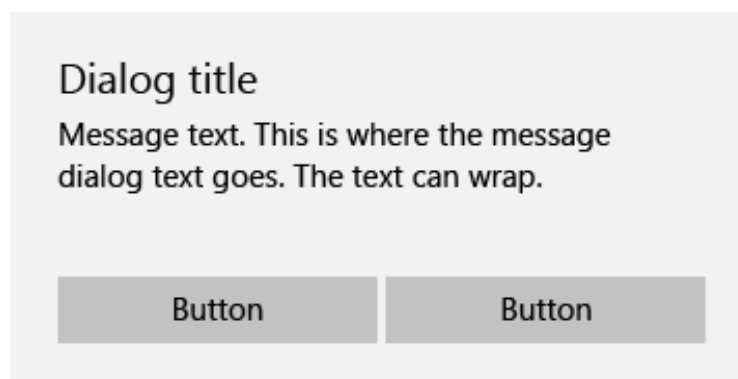 Dialog title
Message text. This is where the message
dialog text goes. The text can wrap.
Button
Button